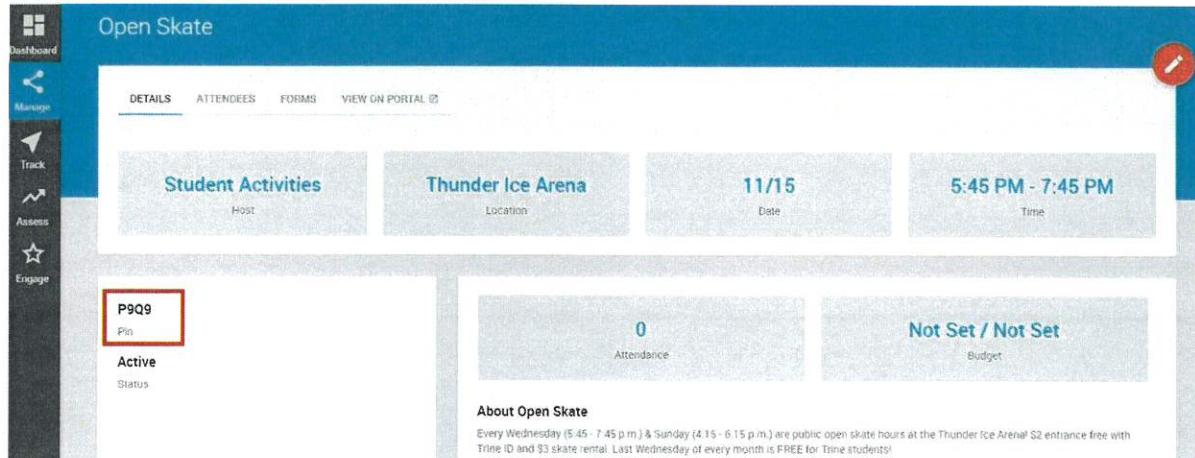 Open Skate
Dashboard
Manage
Track
Assess
Engage
DETAILS ATTENDEES FORMS VIEW ON PORTAL
Student Activities
Host
Thunder Ice Arena
Location
11/15
Date
5:45 PM - 7:45 PM
Time
P9Q9
Pin
Active
Status
0
Attendance
Not Set / Not Set
Budget
About Open Skate
Every Wednesday (5:45 - 7:45 p.m.) & Sunday (4:15 - 6:15 p.m.) are public open skate hours at the Thunder Ice Arena! $2 entrance free with
Trine ID and $3 skate rental. Last Wednesday of every month is FREE for Trine students!